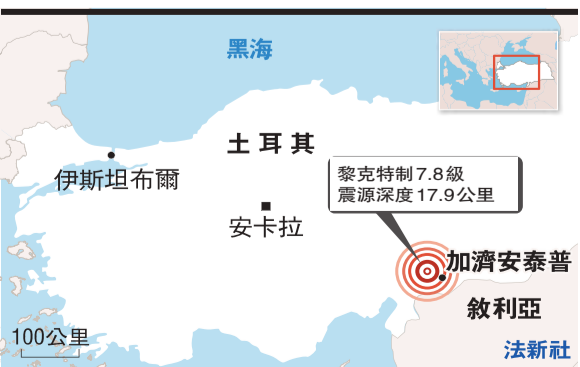 黑海
土耳其
伊斯坦布爾
黎克特制7.8級
震源深度17.9公里
安卡拉
加濟安泰普
敘利亞
100公里
法新社